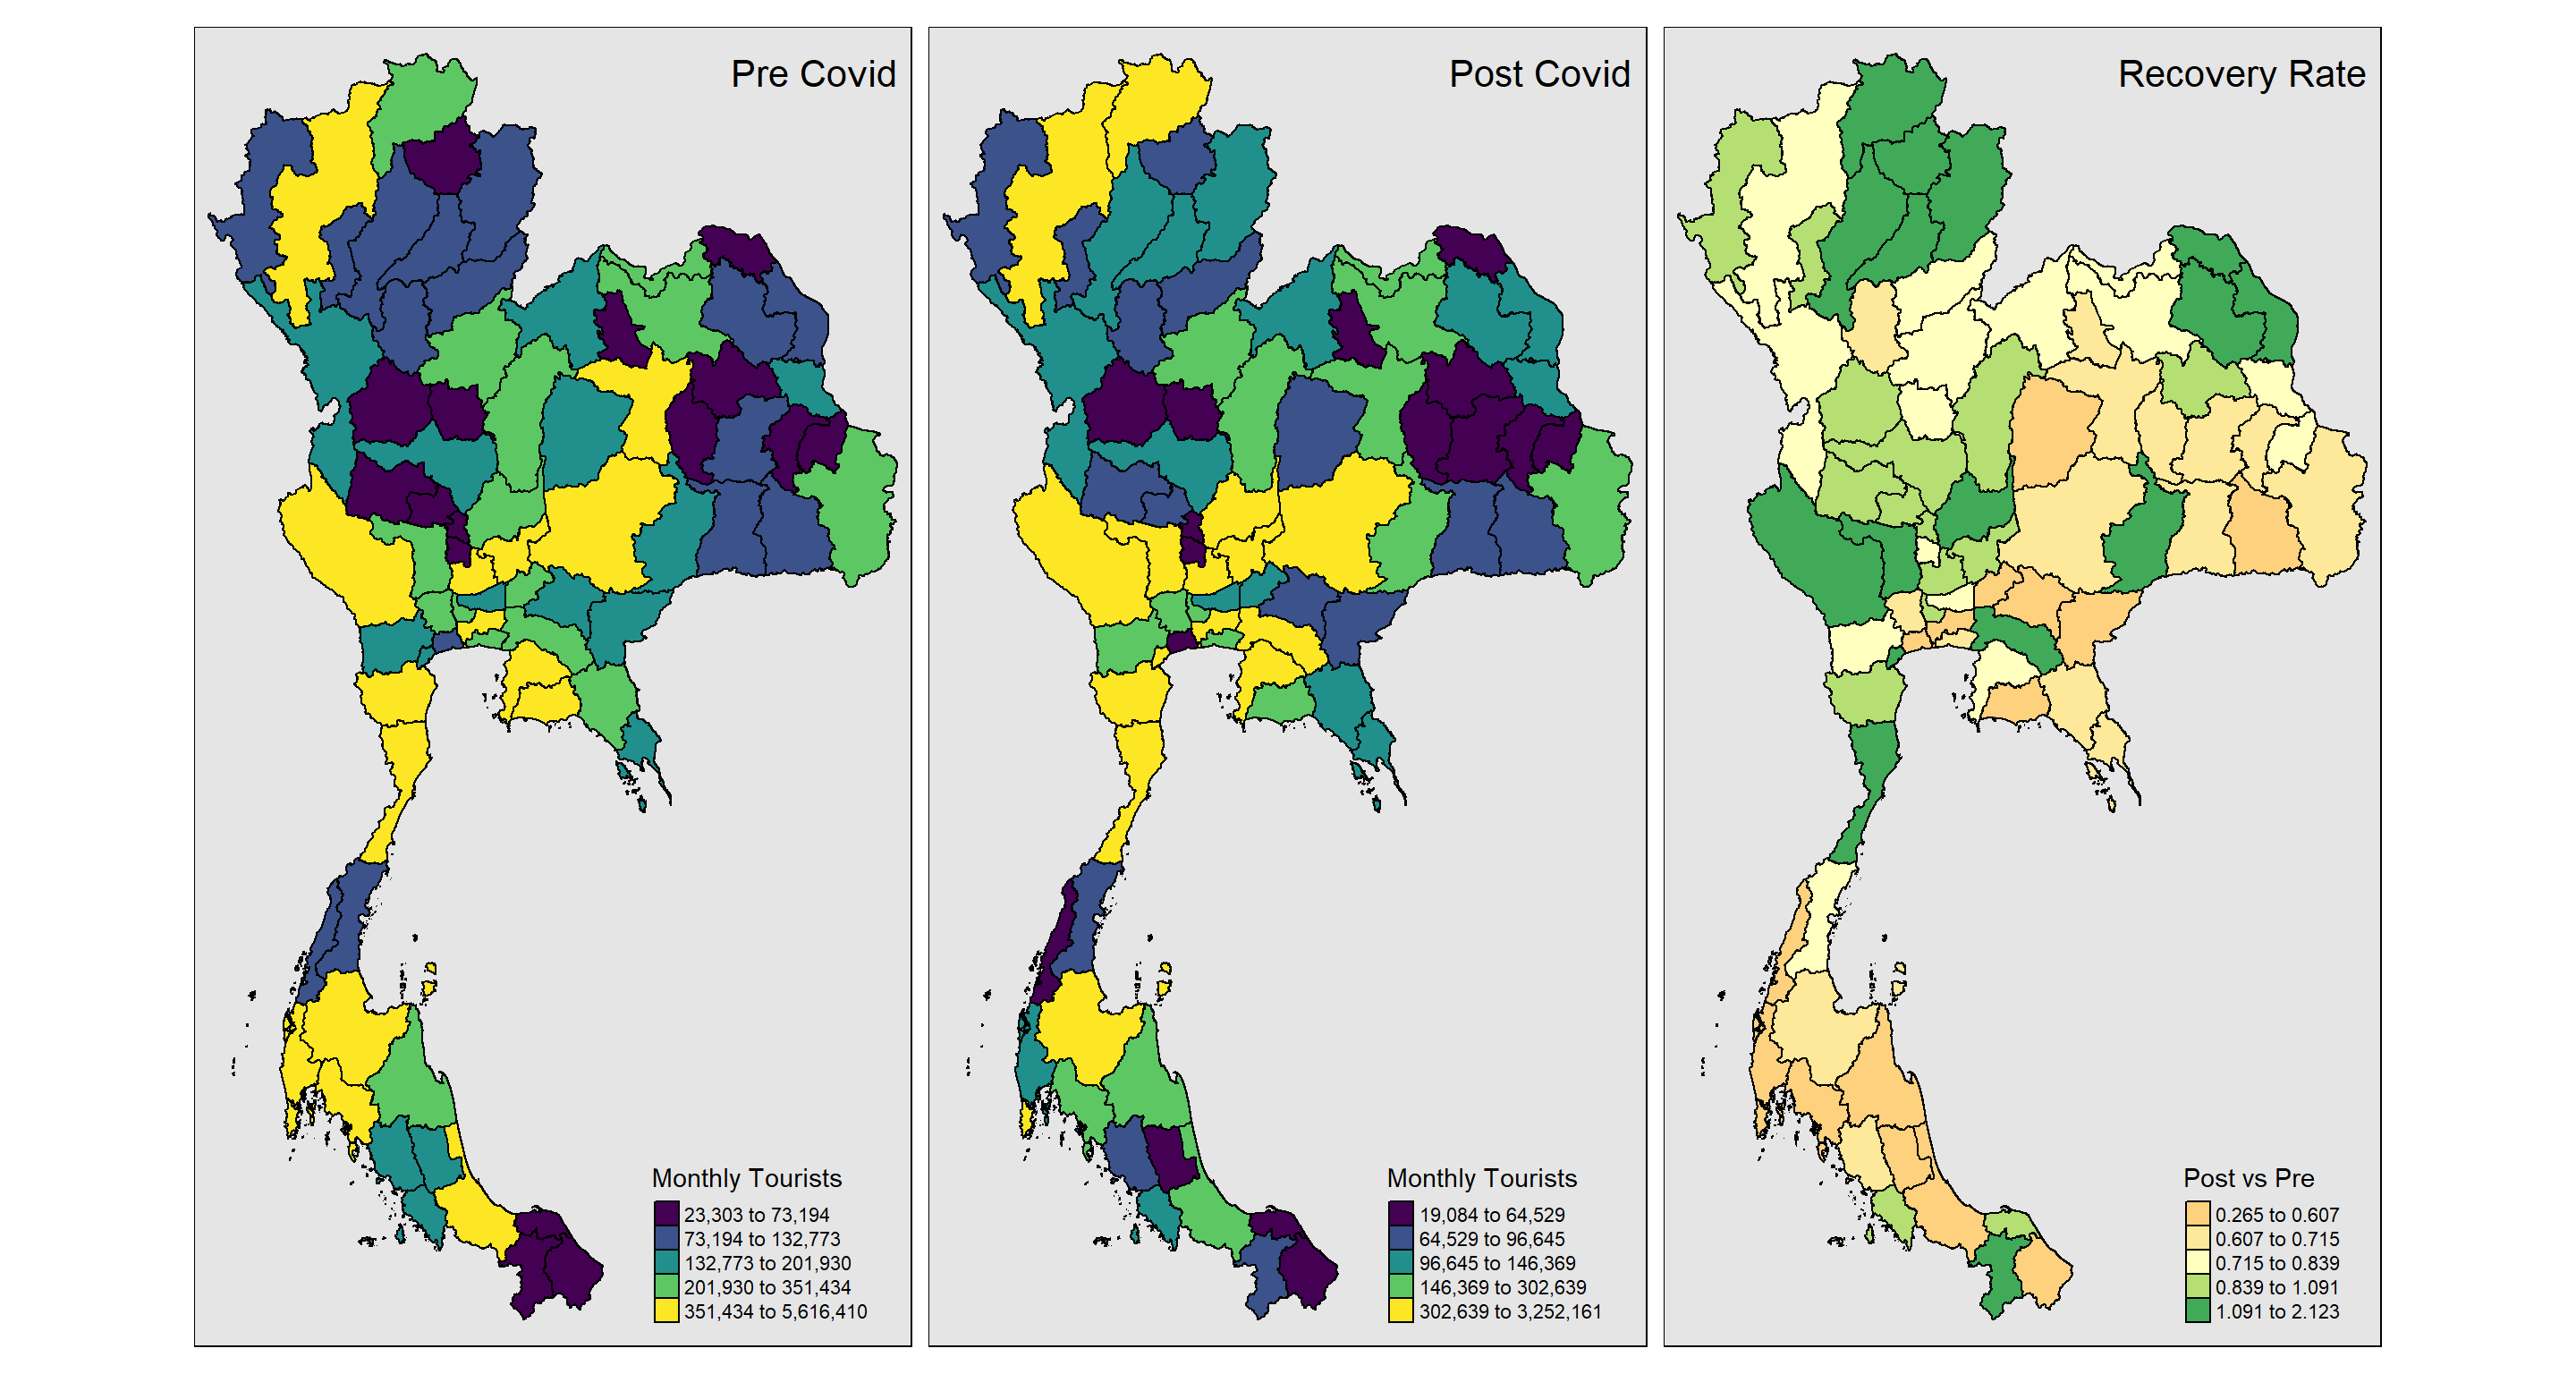 Pre Covid
Monthly Tourists
23,303 to 73,194
73,194 to 132,773
132,773 to 201,930
201,930 to 351,434
351,434 to 5,616,410
Post Covid
Monthly Tourists
19,084 to 64,529
64,529 to 96,645
96,645 to 146,369
146,369 to 302,639
302,639 to 3,252,161
Recovery Rate
Post vs Pre
0.265 to 0.607
0.607 to 0.715
0.715 to 0.839
0.839 to 1.091
1.091 to 2.123